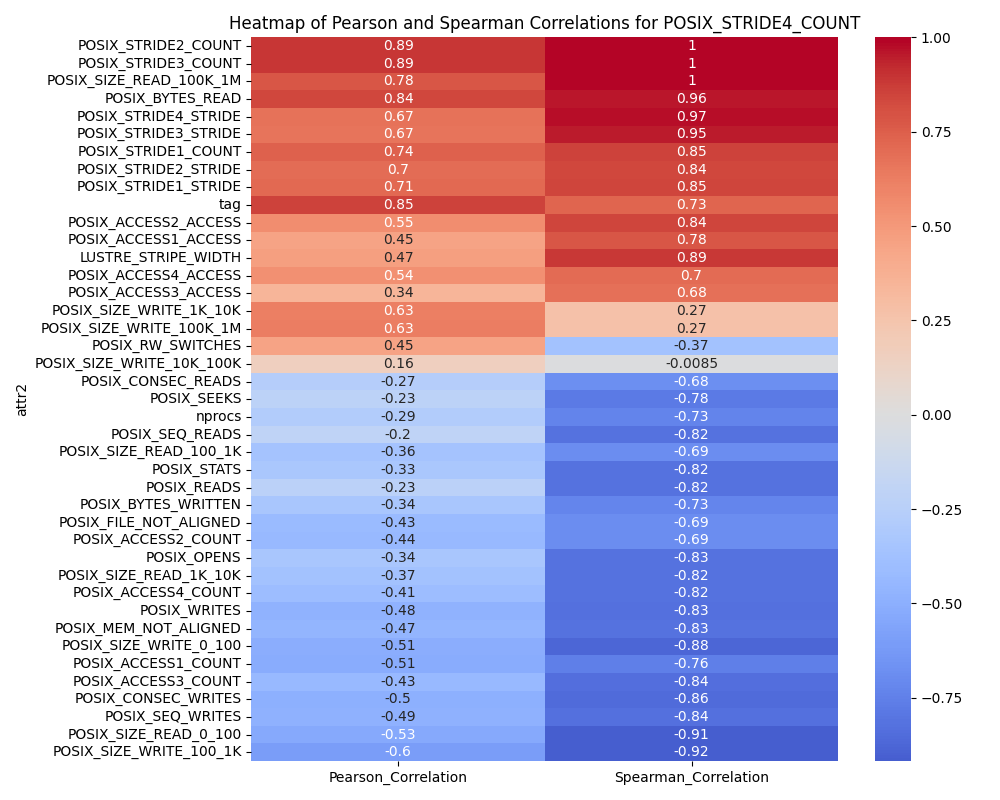 Heatmap of Pearson and Spearman Correlations for POSIX_STRIDE4_COUNT
POSIX_STRIDE2_COUNT 0.89 1
POSIX_STRIDE3_COUNT 0.89 1
POSIX_SIZE_READ_100K_1M 0.78 1
POSIX_BYTES_READ 0.84 0.96
POSIX_STRIDE4_STRIDE 0.67 0.97
POSIX_STRIDE3_STRIDE 0.67 0.95
POSIX_STRIDE1_COUNT 0.74 0.85
POSIX_STRIDE2_STRIDE 0.7 0.84
POSIX_STRIDE1_STRIDE 0.71 0.85
tag 0.85 0.73
POSIX_ACCESS2_ACCESS 0.55 0.84
POSIX_ACCESS1_ACCESS 0.45 0.78
LUSTRE_STRIPE_WIDTH 0.47 0.89
POSIX_ACCESS4_ACCESS 0.54 0.7
POSIX_ACCESS3_ACCESS 0.34 0.68
POSIX_SIZE_WRITE_1K_10K 0.63 0.27
POSIX_SIZE_WRITE_100K_1M 0.63 0.27
POSIX_RW_SWITCHES 0.45 -0.37
POSIX_SIZE_WRITE_10K_100K 0.16 -0.0085
POSIX_CONSEC_READS -0.27 -0.68
POSIX_SEEKS -0.23 -0.78
nprocs -0.29 -0.73
POSIX_SEQ_READS -0.2 -0.82
POSIX_SIZE_READ_100_1K -0.36 -0.69
POSIX_STATS -0.33 -0.82
POSIX_READS -0.23 -0.82
POSIX_BYTES_WRITTEN -0.34 -0.73
POSIX_FILE_NOT_ALIGNED -0.43 -0.69
POSIX_ACCESS2_COUNT -0.44 -0.69
POSIX_OPENS -0.34 -0.83
POSIX_SIZE_READ_1K_10K -0.37 -0.82
POSIX_ACCESS4_COUNT -0.41 -0.82
POSIX_WRITES -0.48 -0.83
POSIX_MEM_NOT_ALIGNED -0.47 -0.83
POSIX_SIZE_WRITE_0_100 -0.51 -0.88
POSIX_ACCESS1_COUNT -0.51 -0.76
POSIX_ACCESS3_COUNT -0.43 -0.84
POSIX_CONSEC_WRITES -0.5 -0.86
POSIX_SEQ_WRITES -0.49 -0.84
POSIX_SIZE_READ_0_100 -0.53 -0.91
POSIX_SIZE_WRITE_100_1K -0.6 -0.92
Pearson_Correlation Spearman_Correlation
attr2
1.00
0.75
0.50
0.25
0.00
−0.25
−0.50
−0.75